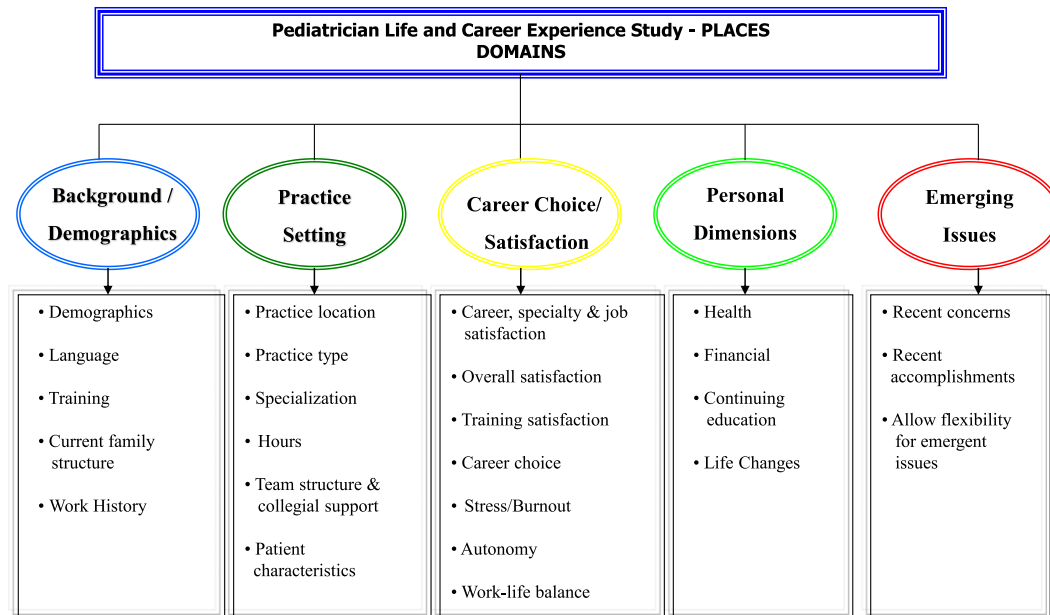 Pediatrician Life and Career Experience Study - PLACES
DOMAINS
Background /
Demographics
Practice
Setting
Career Choice/
Satisfaction
Personal
Dimensions
Emerging
Issues
• Demographics
• Language
• Training
• Current family
structure
• Work History
• Practice location
• Practice type
• Specialization
• Hours
• Team structure &
collegial support
• Patient
characteristics
• Career, specialty & job
satisfaction
• Overall satisfaction
• Training satisfaction
• Career choice
• Stress/Burnout
• Autonomy
• Work-life balance
• Health
• Financial
• Continuing
education
• Life Changes
• Recent concerns
• Recent
accomplishments
• Allow flexibility
for emergent
issues